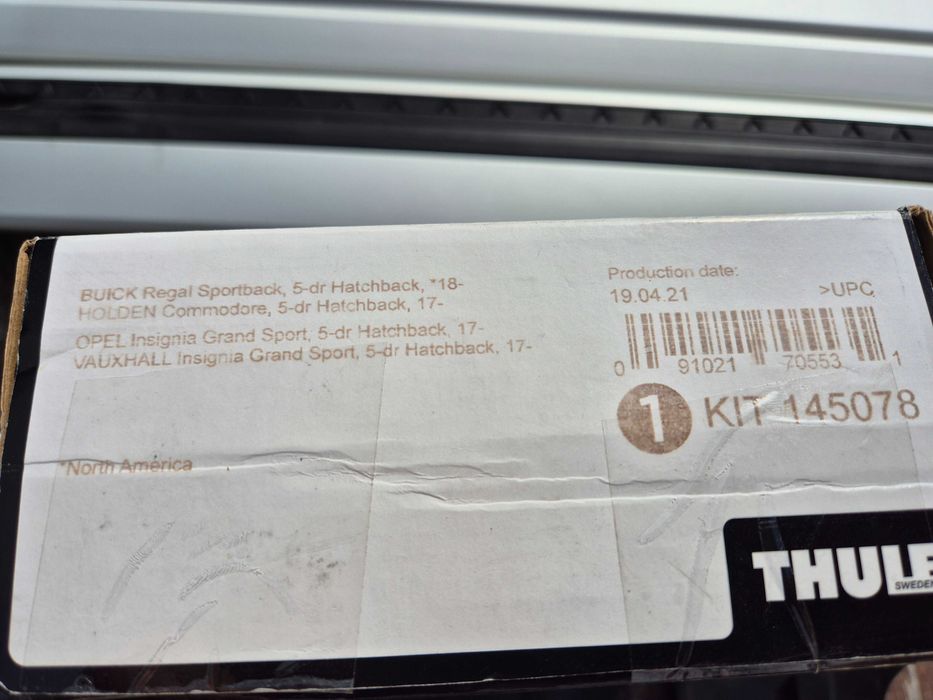 BUICK Regal Sportback, 5-dr Hatchback, *18-
HOLDEN Commodore, 5-dr Hatchback, 17-
OPEL Insignia Grand Sport, 5-dr Hatchback, 17-
VAUXHALL Insignia Grand Sport, 5-dr Hatchback, 17-
*North America
Production date:
19.04.21 >UPC
0 91021 70553 1
1 KIT 145078
THULE
SWEDEN